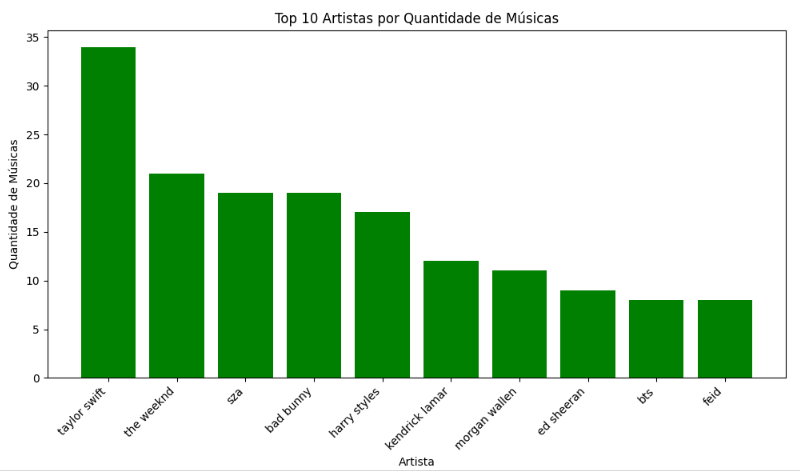 Top 10 Artistas por Quantidade de Músicas
Quantidade de Músicas
35
30
25
20
15
10
5
0
taylor swift
the weeknd
sza
bad bunny
harry styles
kendrick lamar
morgan wallen
ed sheeran
bts
feid
Artista